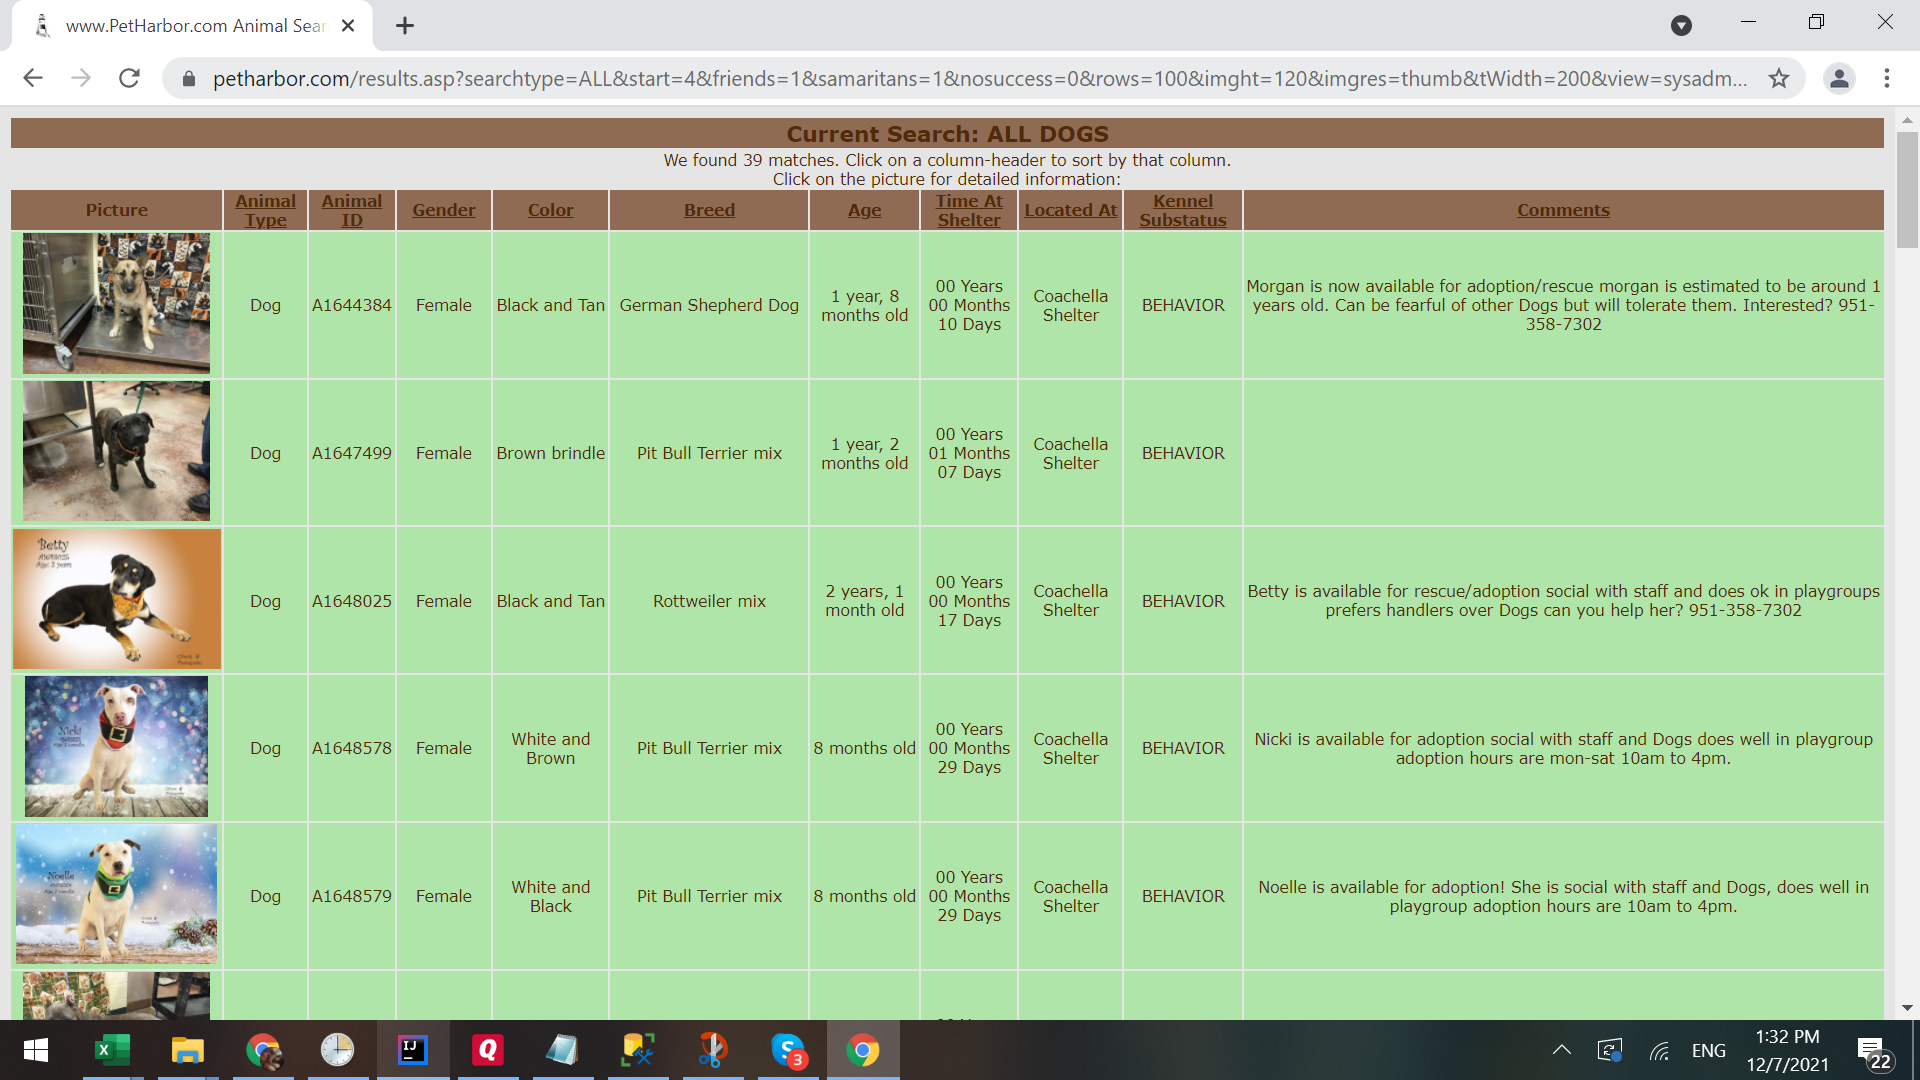 www.PetHarbor.com Animal Sear
petharbor.com/results.asp?searchtype=ALL&start=4&friends=1&samaritans=1&nosuccess=0&rows=100&imght=120&imgres=thumb&tWidth=200&view=sysadm...
Current Search: ALL DOGS
We found 39 matches. Click on a column-header to sort by that column.
Click on the picture for detailed information:
Picture
Animal
Type
Animal
ID
Gender
Color
Breed
Age
Time At
Shelter
Located At
Kennel
Substatus
Comments
Dog
A1644384
Female
Black and Tan
German Shepherd Dog
1 year, 8
months old
00 Years
00 Months
10 Days
Coachella
Shelter
BEHAVIOR
Morgan is now available for adoption/rescue morgan is estimated to be around 1
years old. Can be fearful of other Dogs but will tolerate them. Interested? 951-
358-7302
Dog
A1647499
Female
Brown brindle
Pit Bull Terrier mix
1 year, 2
months old
00 Years
01 Months
07 Days
Coachella
Shelter
BEHAVIOR
Betty
Age: 2 years
Dog
A1648025
Female
Black and Tan
Rottweiler mix
2 years, 1
month old
00 Years
00 Months
17 Days
Coachella
Shelter
BEHAVIOR
Betty is available for rescue/adoption social with staff and does ok in playgroups
prefers handlers over Dogs can you help her? 951-358-7302
Nicki
Dog
A1648578
Female
White and
Brown
Pit Bull Terrier mix
8 months old
00 Years
00 Months
29 Days
Coachella
Shelter
BEHAVIOR
Nicki is available for adoption social with staff and Dogs does well in playgroup
adoption hours are mon-sat 10am to 4pm.
Noelle
Dog
A1648579
Female
White and
Black
Pit Bull Terrier mix
8 months old
00 Years
00 Months
29 Days
Coachella
Shelter
BEHAVIOR
Noelle is available for adoption! She is social with staff and Dogs, does well in
playgroup adoption hours are 10am to 4pm.
X
IJ
Q
S
3
ENG
1:32 PM
12/7/2021
22